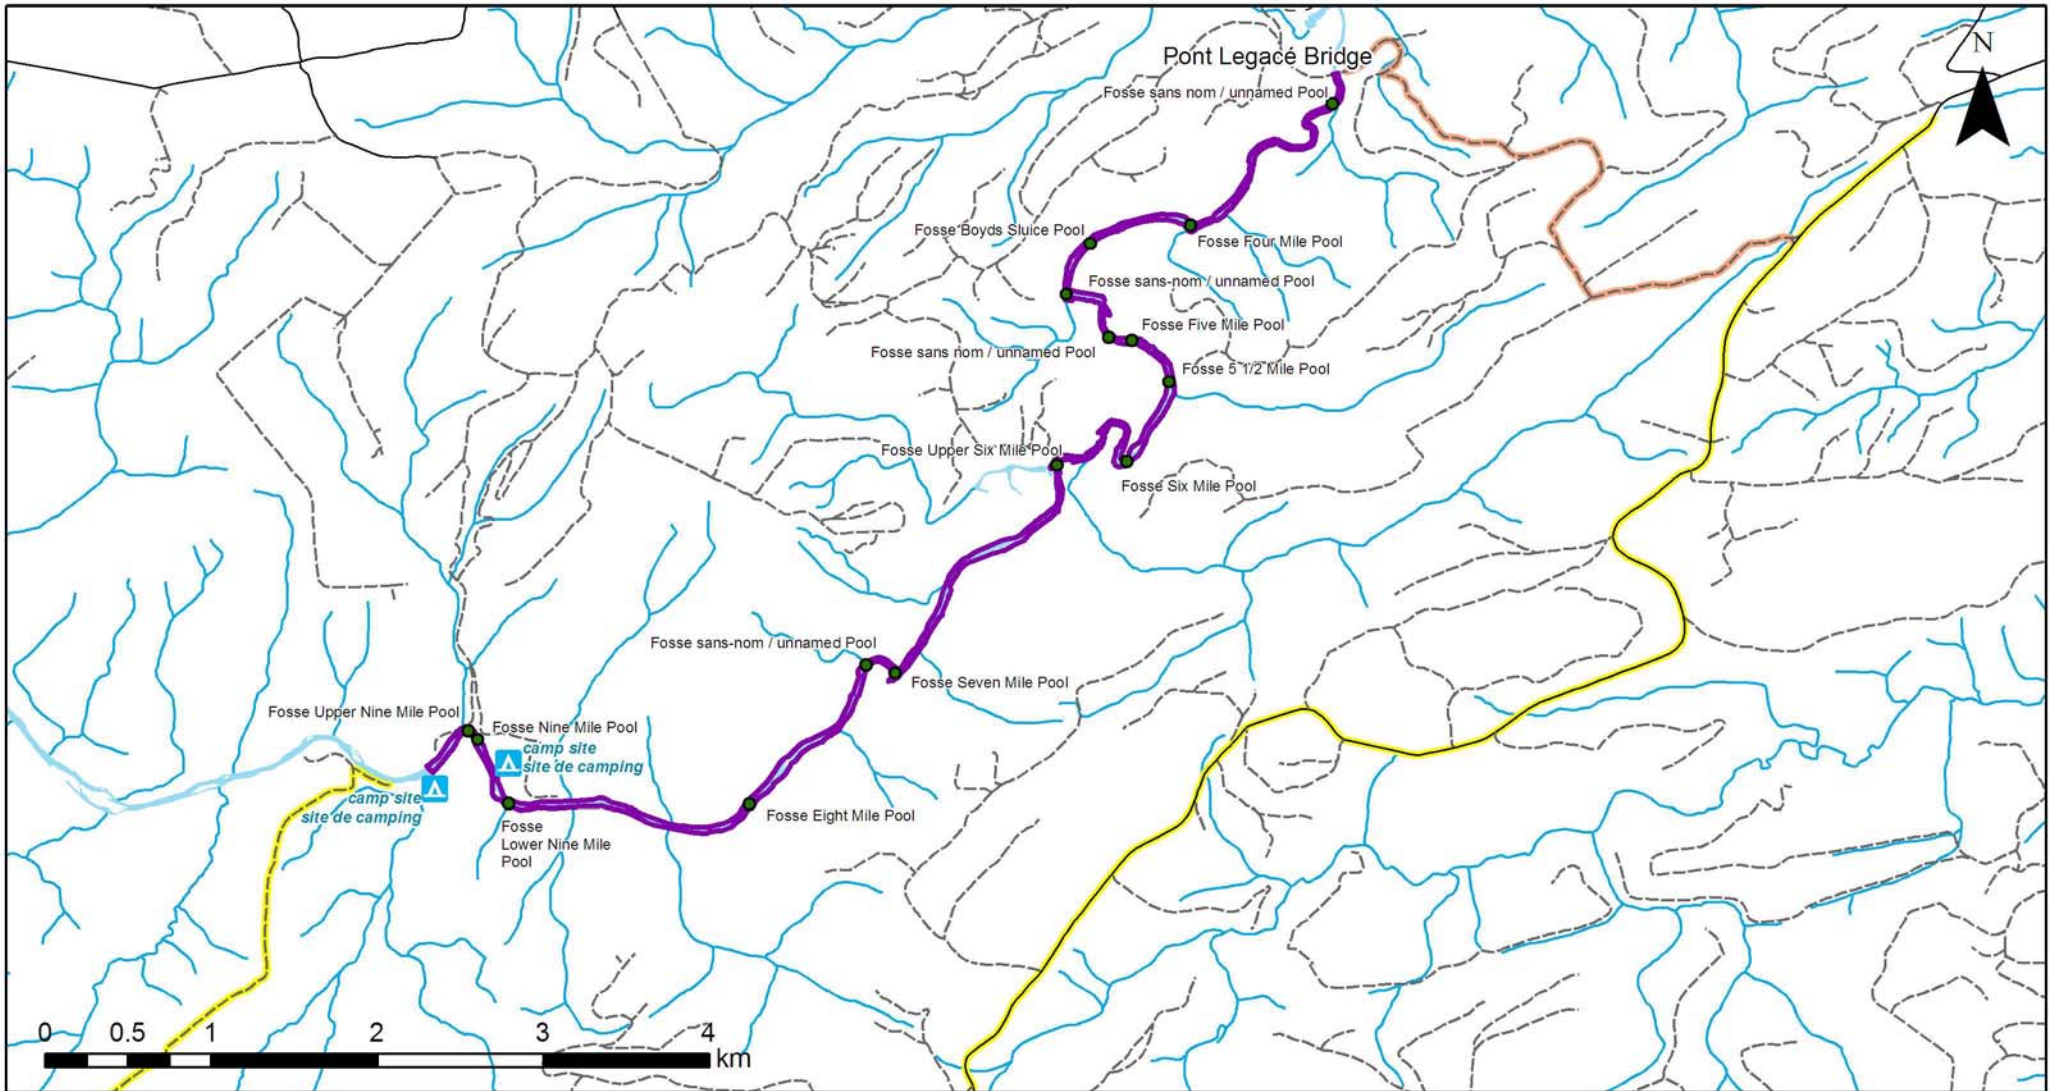 N
Pont Legacé Bridge
Fosse sans nom / unnamed Pool
Fosse Boyds Sluice Pool
Fosse Four Mile Pool
Fosse sans-nom / unnamed Pool
Fosse Five Mile Pool
Fosse sans nom / unnamed Pool
Fosse 5 1/2 Mile Pool
Fosse Upper Six Mile Pool
Fosse Six Mile Pool
Fosse sans-nom / unnamed Pool
Fosse Seven Mile Pool
Fosse Upper Nine Mile Pool
Fosse Nine Mile Pool
camp site
site de camping
camp site
site de camping
Fosse Eight Mile Pool
Fosse
Lower Nine Mile
Pool
0 0.5 1 2 3 4
km